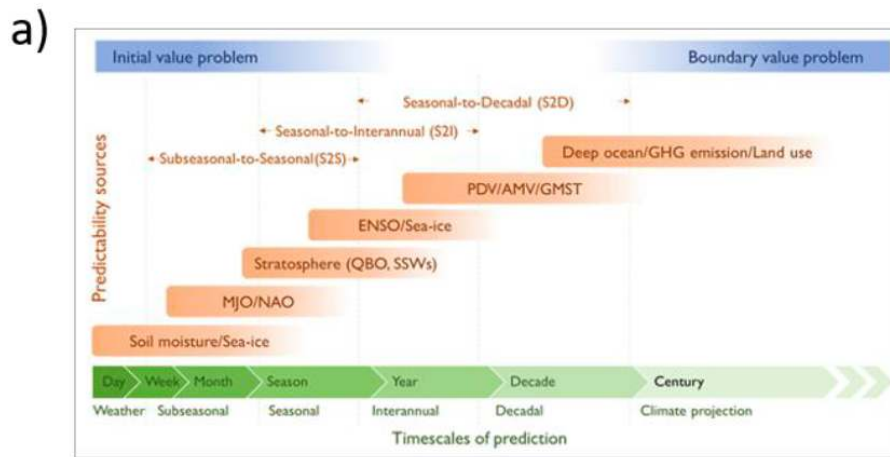 a)
Initial value problem Boundary value problem
Seasonal-to-Decadal (S2D)
Seasonal-to-Interannual (S2I)
Subseasonal-to-Seasonal(S2S)
Predictability sources
Deep ocean/GHG emission/Land use
PDV/AMV/GMST
ENSO/Sea-ice
Stratosphere (QBO, SSWs)
MJO/NAO
Soil moisture/Sea-ice
Day Week Month Season Year Decade Century
Weather Subseasonal Seasonal Interannual Decadal Climate projection
Timescales of prediction